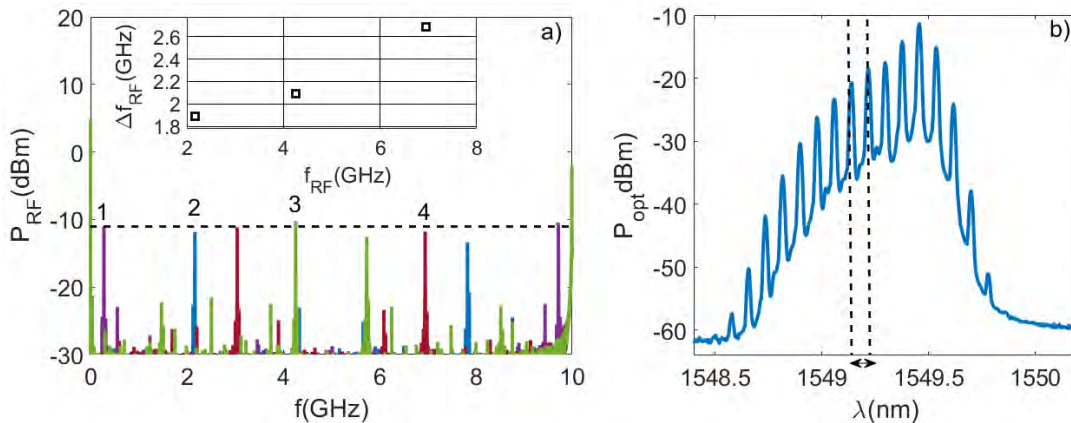 a)
20
10
0
-10
-20
-30
P_RF(dBm)
0 2 4 6 8 10
f(GHz)
1 2 3 4
2.6
2.4
2.2
2
1.8
Δf_RF(GHz)
2 4 6 8
f_RF(GHz)
b)
-10
-20
-30
-40
-50
-60
P_opt dBm)
1548.5 1549 1549.5 1550
λ(nm)